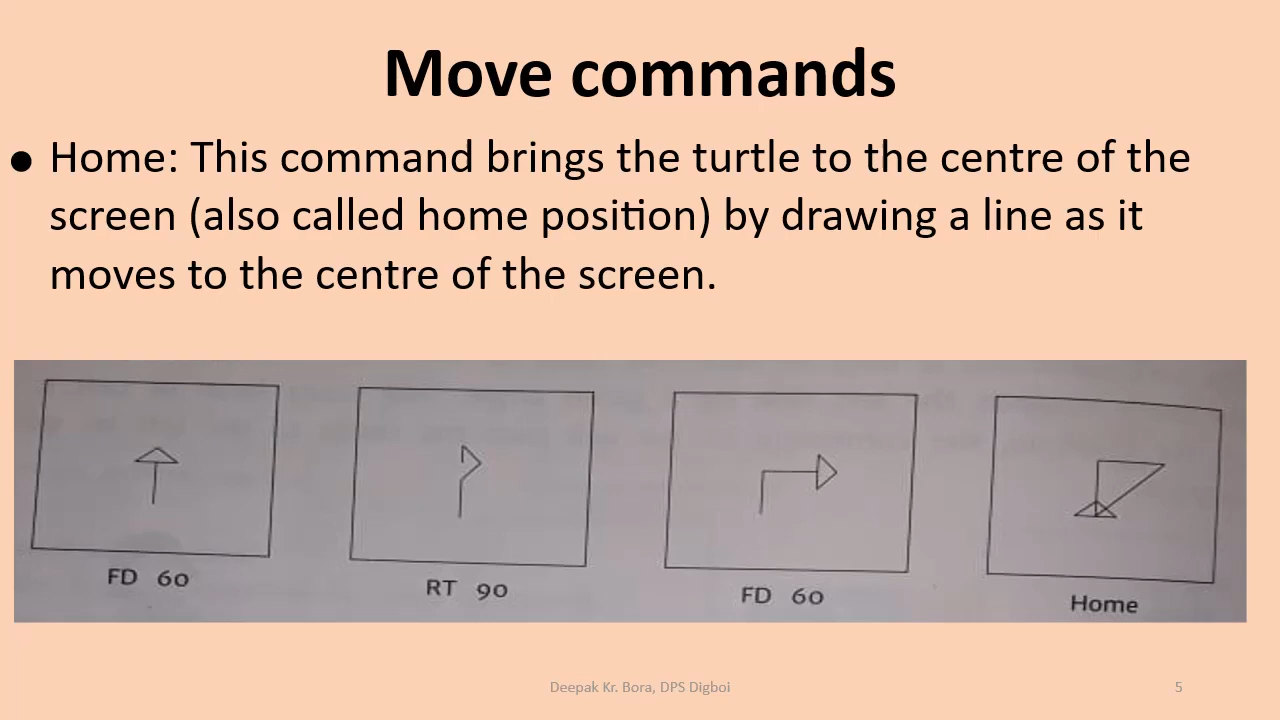 Move commands
● Home: This command brings the turtle to the centre of the
screen (also called home position) by drawing a line as it
moves to the centre of the screen.
FD 60
RT 90
FD 60
Home
Deepak Kr. Bora, DPS Digboi
5